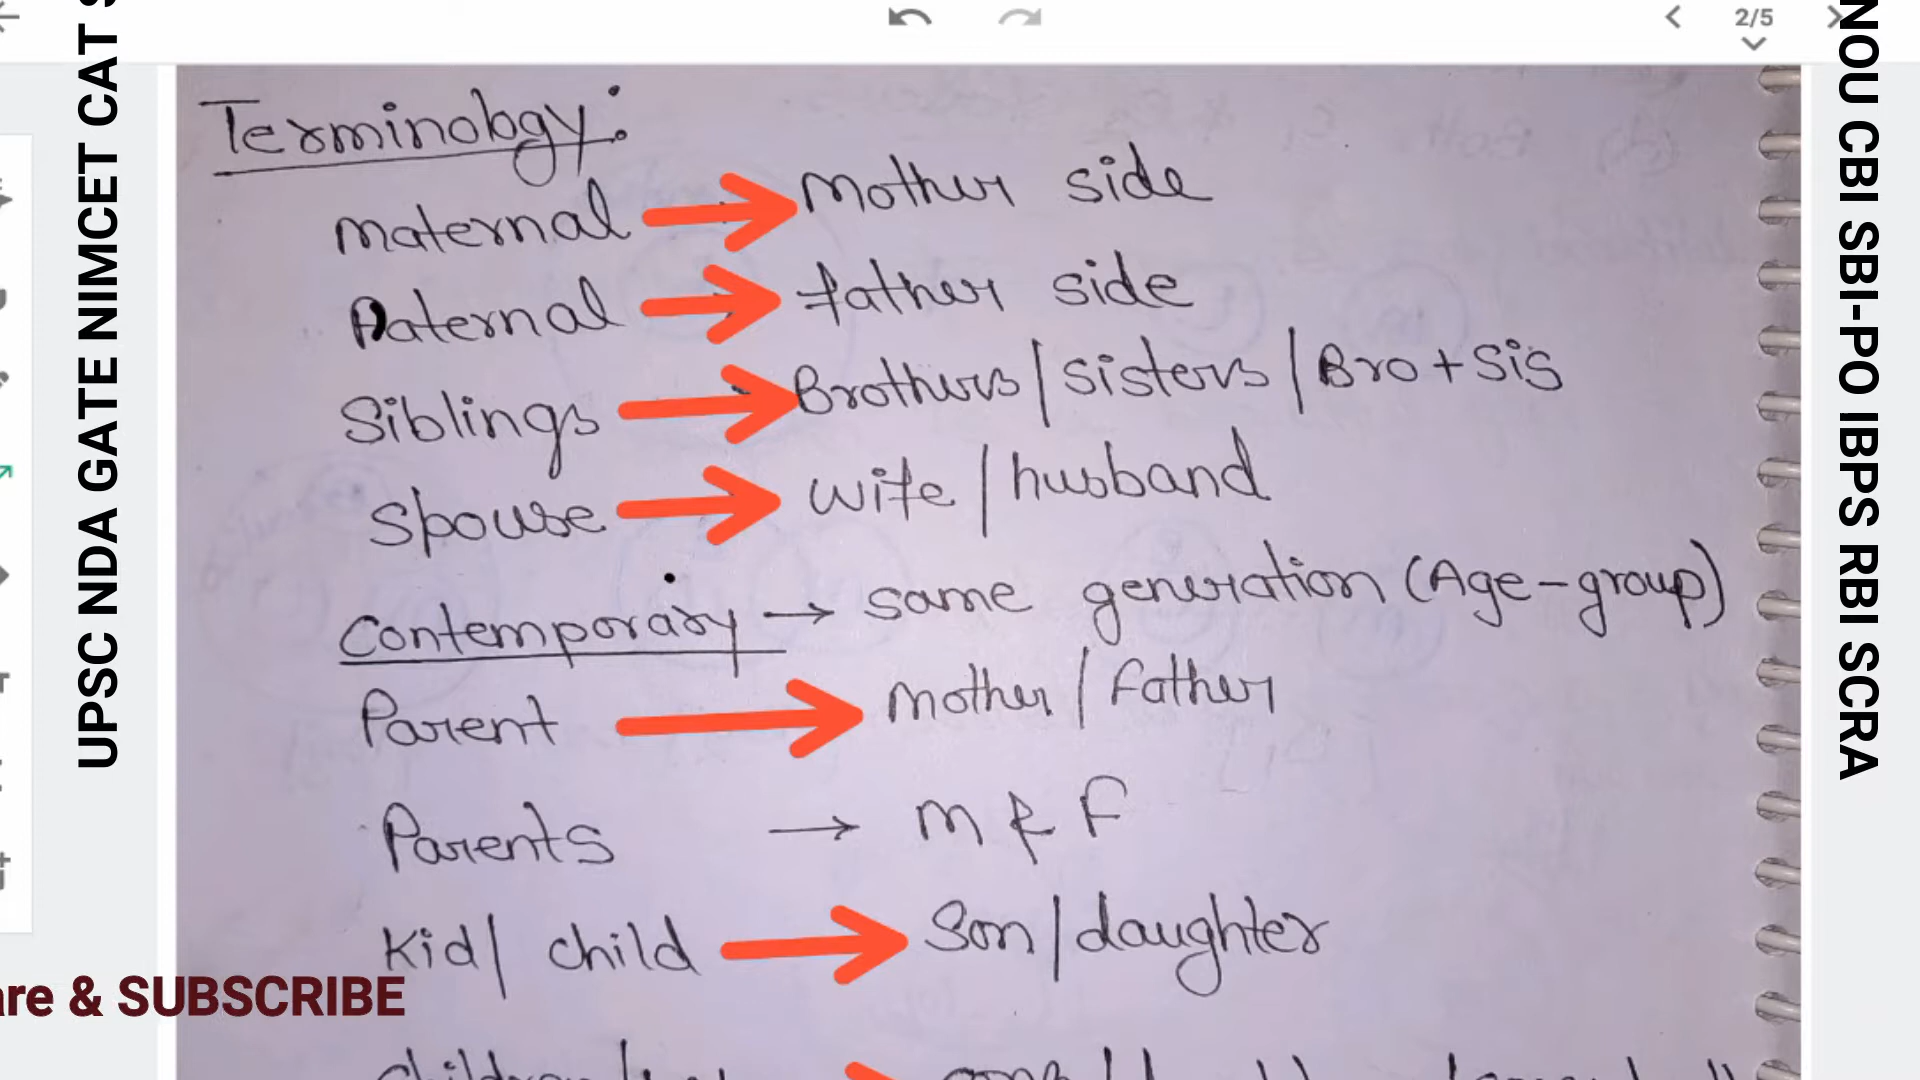 2/5
UPSC NDA GATE NIMCET CAT S
NOU CBI SBI-PO IBPS RBI SCRA
Terminology:
Maternal → Mother side
Paternal → father side
Siblings → Brothers/sisters/Bro+sis
Spouse → wife/husband
Contemporary → same generation (Age-group)
Parent → Mother/Father
Parents → M & F
Kid/child → Son/daughter
are & SUBSCRIBE